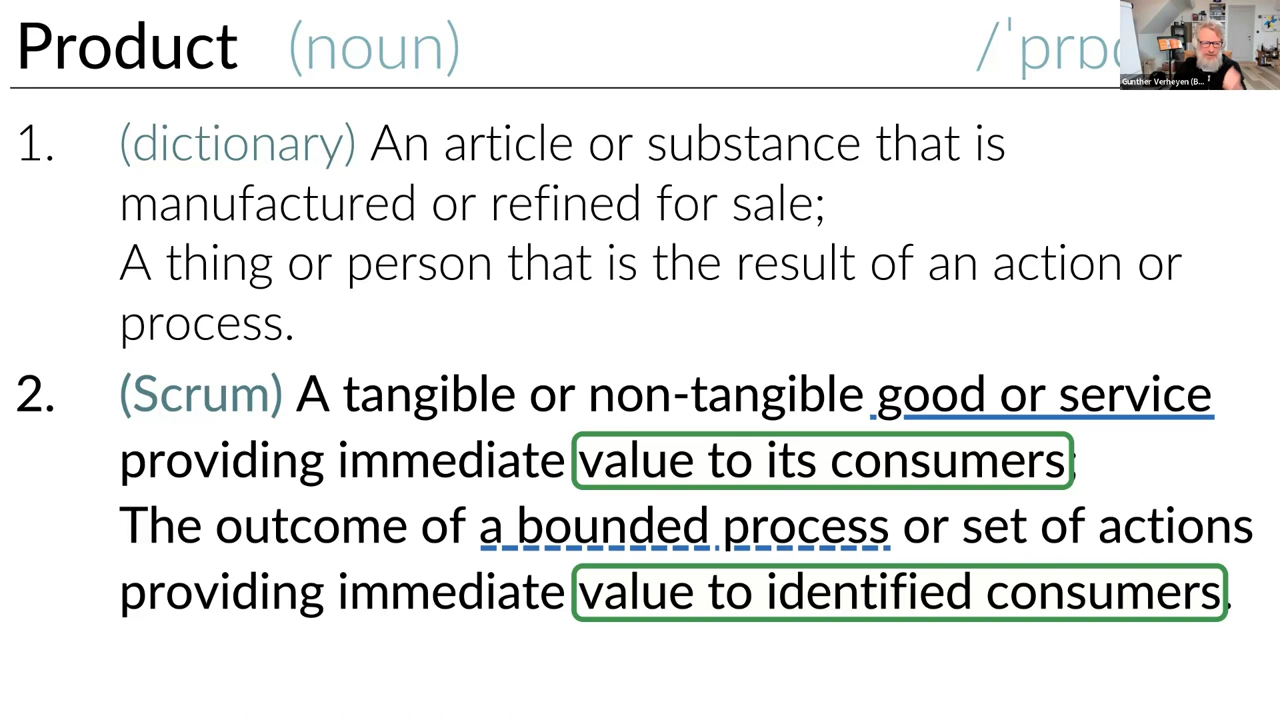 Product (noun) /ˈprɒ
1. (dictionary) An article or substance that is
manufactured or refined for sale;
A thing or person that is the result of an action or
process.
2. (Scrum) A tangible or non-tangible good or service
providing immediate value to its consumers;
The outcome of a bounded process or set of actions
providing immediate value to identified consumers.
Gunther Verheyen (B...